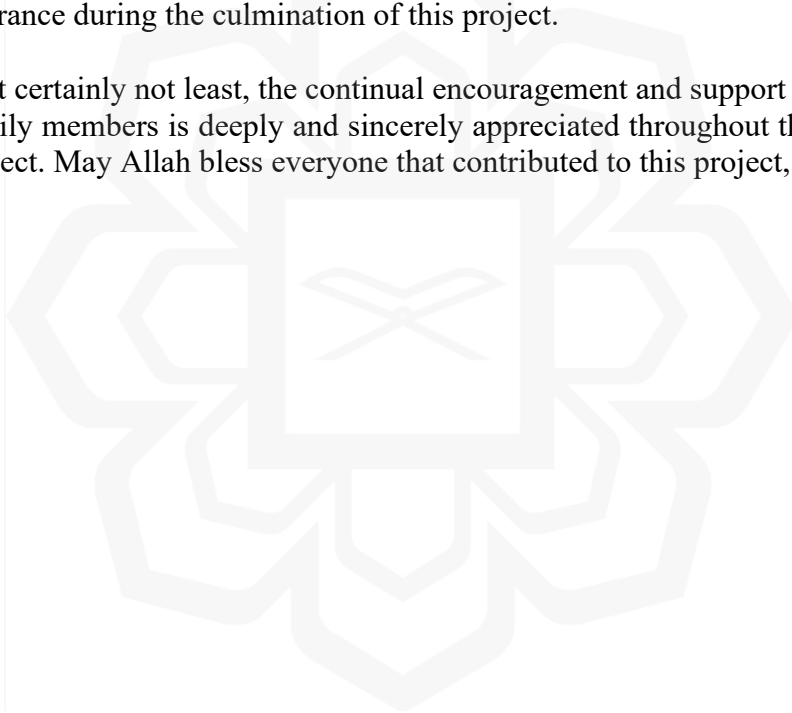 rance during the culmination of this project.
t certainly not least, the continual encouragement and support
ily members is deeply and sincerely appreciated throughout th
ect. May Allah bless everyone that contributed to this project,